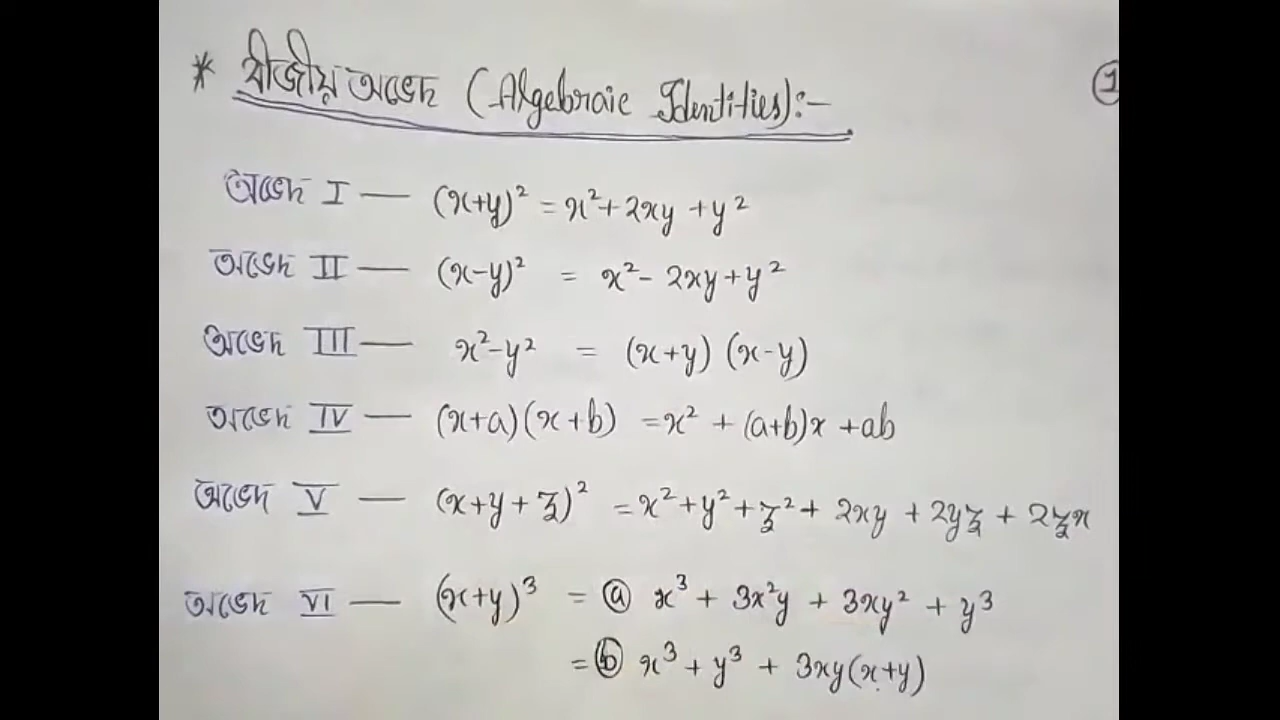 * বীজীয় অভেদ (Algebraic Identities):-
1
অভেদ I — (x+y)² = x² + 2xy + y²
অভেদ II — (x-y)² = x² - 2xy + y²
অভেদ III — x² - y² = (x+y) (x-y)
অভেদ IV — (x+a)(x+b) = x² + (a+b)x + ab
অভেদ V — (x+y+z)² = x² + y² + z² + 2xy + 2yz + 2zx
অভেদ VI — (x+y)³ = ⓐ x³ + 3x²y + 3xy² + y³
= ⓑ x³ + y³ + 3xy(x+y)